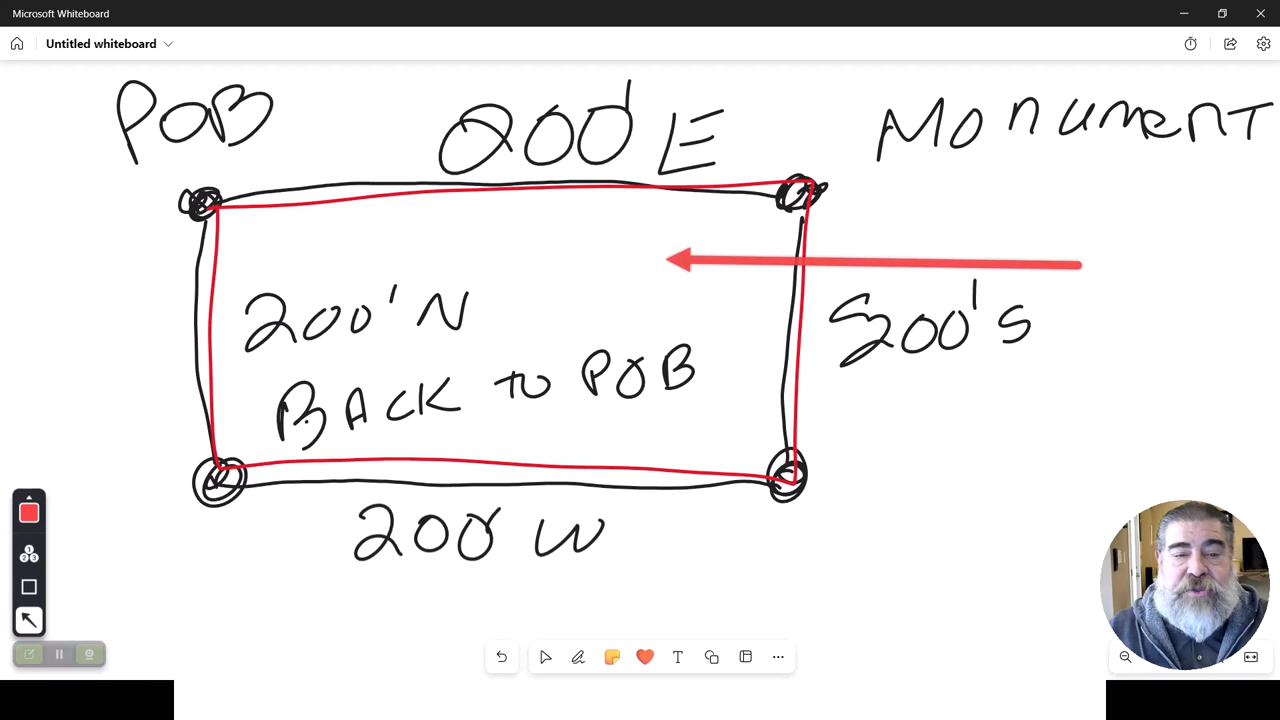 Microsoft Whiteboard
Untitled whiteboard
POB
200' E
Monument
200' S
200' N
BACK to POB
200 W